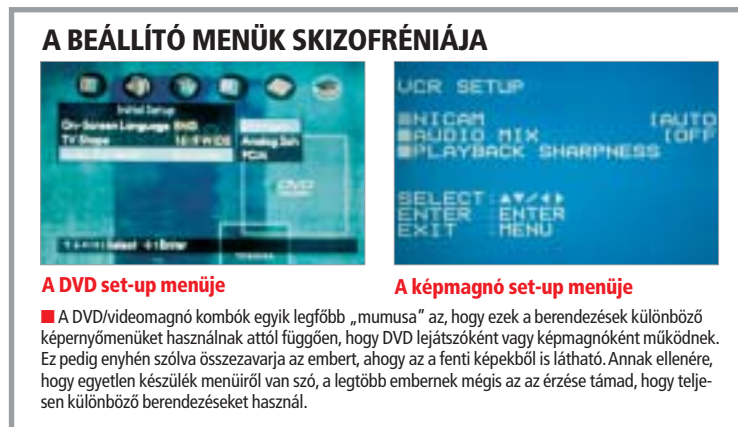 A BEÁLLÍTÓ MENÜK SKIZOFRÉNIÁJA
Initial Setup
On-Screen Language
TV Shape 16:9 WIDE
DVD
Select Enter
VCR SETUP
NICAM [AUTO
AUDIO MIX [OFF
PLAYBACK SHARPNESS
SELECT :▲▼/◄►
ENTER :ENTER
EXIT :MENU
A DVD set-up menüje
A képmagnó set-up menüje
■ A DVD/videomagnó kombók egyik legfőbb „mumusa” az, hogy ezek a berendezések különböző
képernyőmenüket használnak attól függően, hogy DVD lejátszóként vagy képmagnóként működnek.
Ez pedig enyhén szólva összezavarja az embert, ahogy az a fenti képekből is látható. Annak ellenére,
hogy egyetlen készülék menüiről van szó, a legtöbb embernek mégis az az érzése támad, hogy telje-
sen különböző berendezéseket használ.